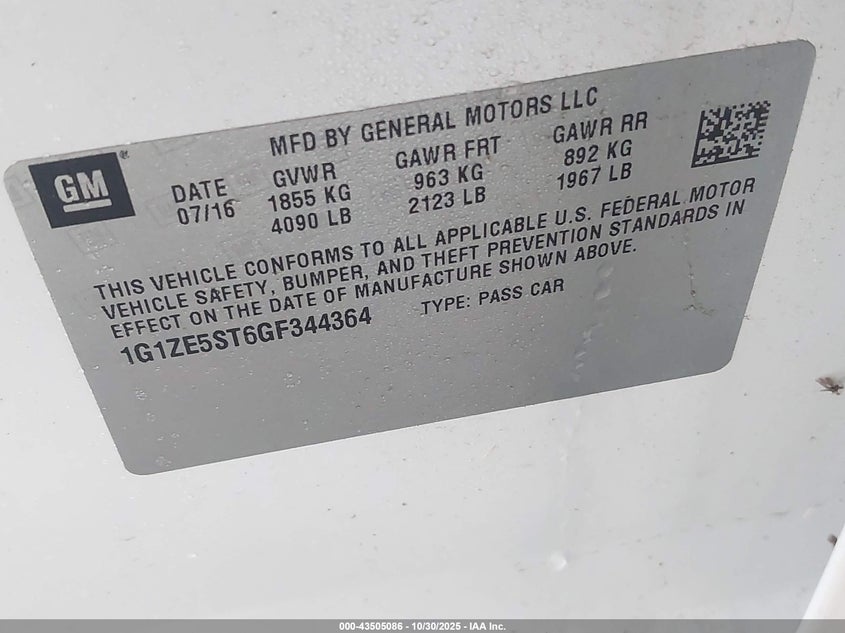 MFD BY GENERAL MOTORS LLC
GM®
DATE GVWR GAWR FRT GAWR RR
07/16 1855 KG 963 KG 892 KG
4090 LB 2123 LB 1967 LB
THIS VEHICLE CONFORMS TO ALL APPLICABLE U.S. FEDERAL MOTOR
VEHICLE SAFETY, BUMPER, AND THEFT PREVENTION STANDARDS IN
EFFECT ON THE DATE OF MANUFACTURE SHOWN ABOVE.
1G1ZE5ST6GF344364 TYPE: PASS CAR
000-43505086 - 10/30/2025 - IAA Inc.